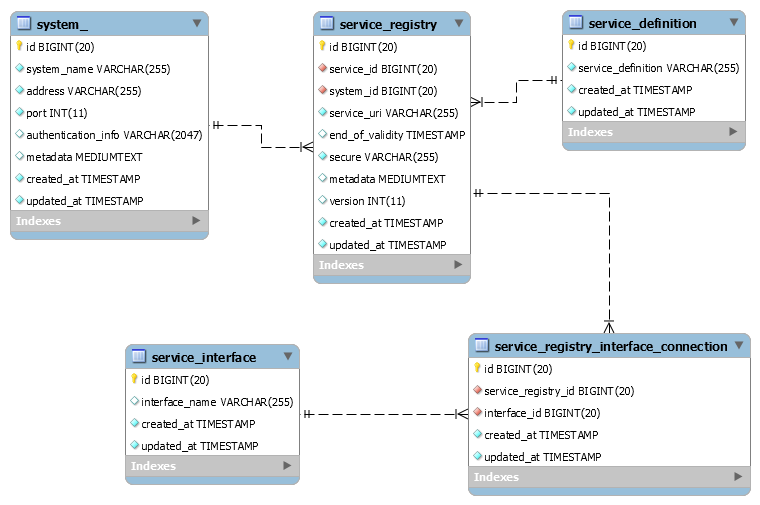 system_
id BIGINT(20)
system_name VARCHAR(255)
address VARCHAR(255)
port INT(11)
authentication_info VARCHAR(2047)
metadata MEDIUMTEXT
created_at TIMESTAMP
updated_at TIMESTAMP
Indexes
service_registry
id BIGINT(20)
service_id BIGINT(20)
system_id BIGINT(20)
service_uri VARCHAR(255)
end_of_validity TIMESTAMP
secure VARCHAR(255)
metadata MEDIUMTEXT
version INT(11)
created_at TIMESTAMP
updated_at TIMESTAMP
Indexes
service_definition
id BIGINT(20)
service_definition VARCHAR(255)
created_at TIMESTAMP
updated_at TIMESTAMP
Indexes
service_interface
id BIGINT(20)
interface_name VARCHAR(255)
created_at TIMESTAMP
updated_at TIMESTAMP
Indexes
service_registry_interface_connection
id BIGINT(20)
service_registry_id BIGINT(20)
interface_id BIGINT(20)
created_at TIMESTAMP
updated_at TIMESTAMP
Indexes